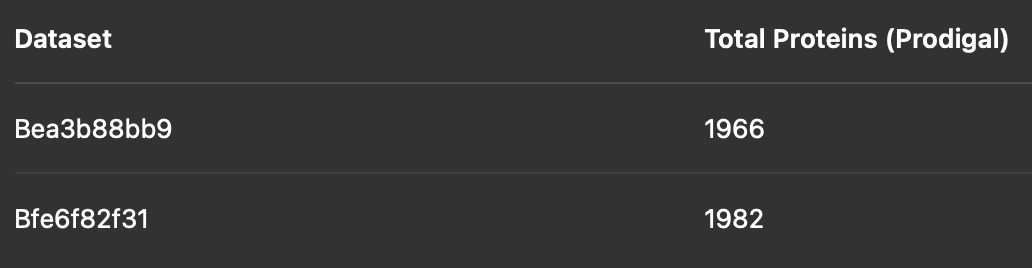 Dataset Total Proteins (Prodigal)
Bea3b88bb9 1966
Bfe6f82f31 1982